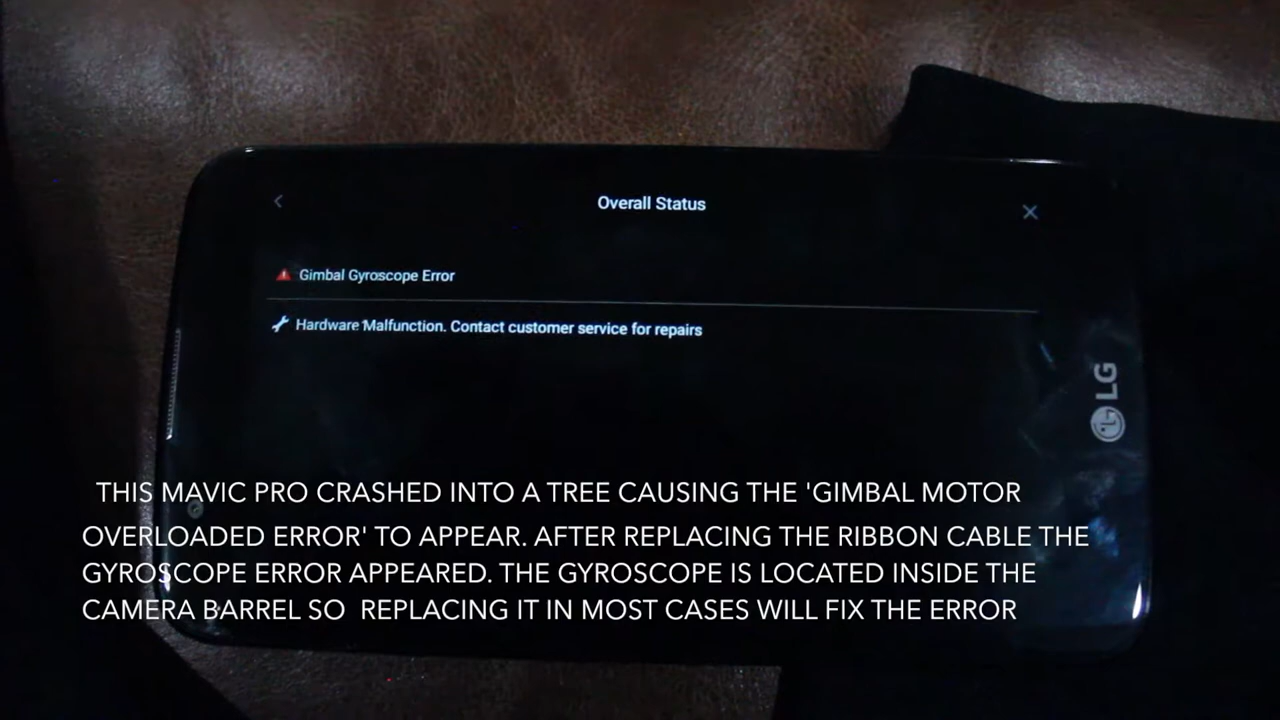 Overall Status
Gimbal Gyroscope Error
Hardware Malfunction. Contact customer service for repairs
LG
THIS MAVIC PRO CRASHED INTO A TREE CAUSING THE 'GIMBAL MOTOR
OVERLOADED ERROR' TO APPEAR. AFTER REPLACING THE RIBBON CABLE THE
GYROSCOPE ERROR APPEARED. THE GYROSCOPE IS LOCATED INSIDE THE
CAMERA BARREL SO REPLACING IT IN MOST CASES WILL FIX THE ERROR